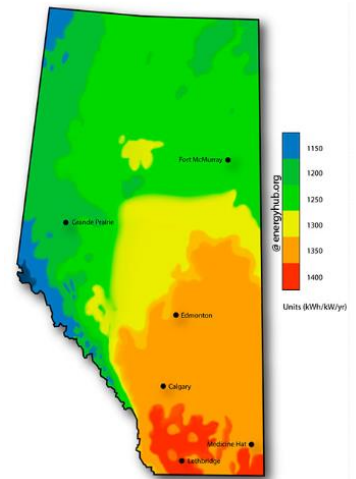 Fort McMurray
Grande Prairie
Edmonton
Calgary
Medicine Hat
Lethbridge
@energyhub.org
1150
1200
1250
1300
1350
1400
Units (kWh/kW/yr)